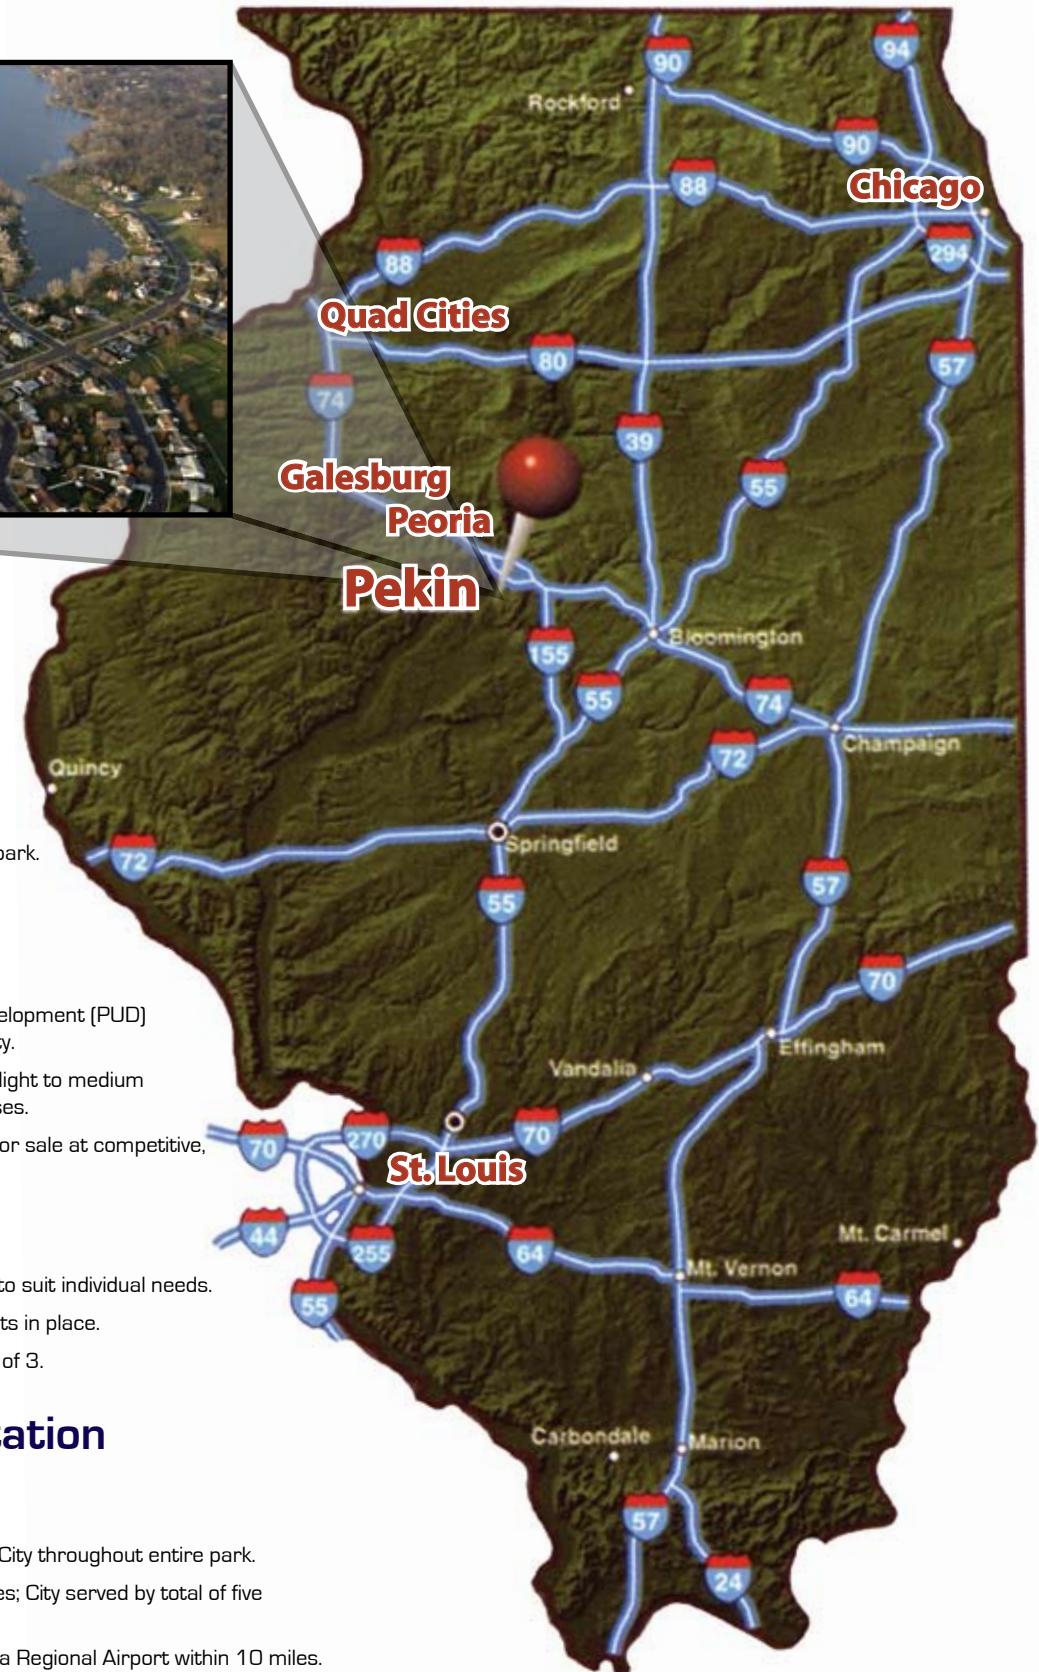 90
94
Rockford
90
88
Chicago
294
88
Quad Cities
80
57
74
39
Galesburg
55
Peoria
Pekin
155
Bloomington
55
74
Champaign
72
Quincy
Springfield
park.
72
57
55
70
elopment (PUD)
y.
Effingham
Vandalia
light to medium
ses.
70
270
70
or sale at competitive,
St. Louis
44
255
64
Mt. Carmel
Mt. Vernon
to suit individual needs.
64
55
ts in place.
of 3.
tation
Carbondale
Marion
57
City throughout entire park.
24
es; City served by total of five
a Regional Airport within 10 miles.